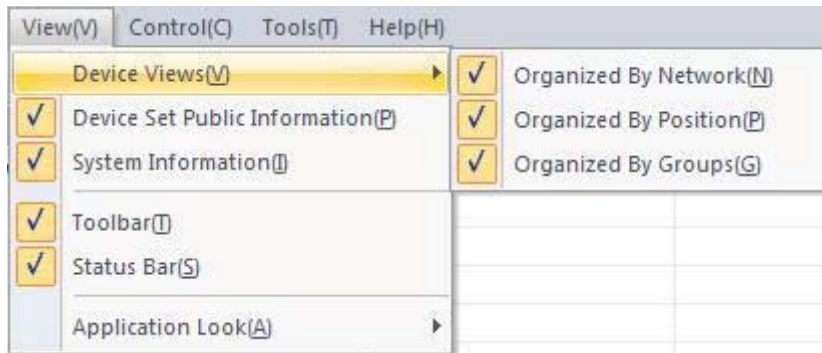 View(V) Control(C) Tools(T) Help(H)
Device Views(V)
Device Set Public Information(P)
System Information(I)
Toolbar(T)
Status Bar(S)
Application Look(A)
Organized By Network(N)
Organized By Position(P)
Organized By Groups(G)